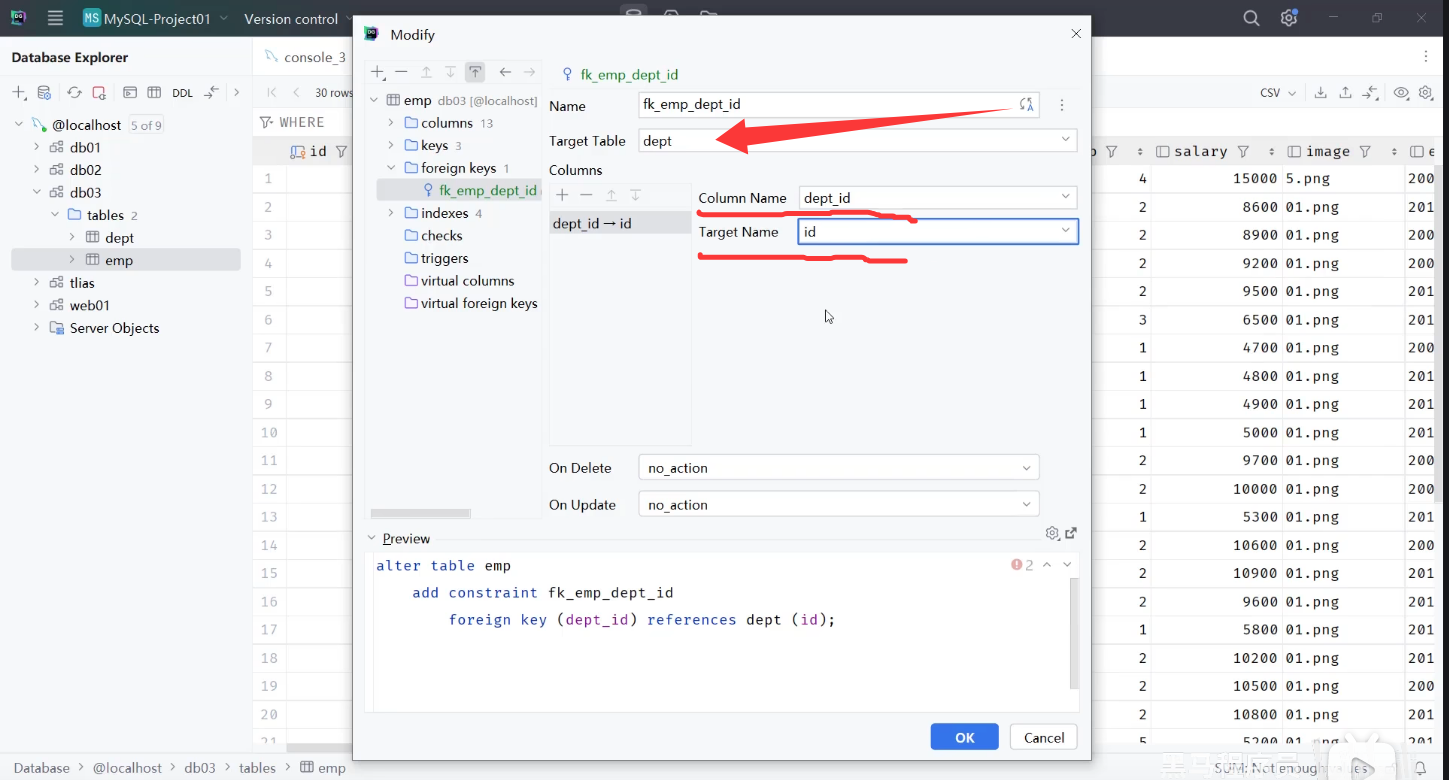 MS MySQL-Project01 Version control
Database Explorer
console_3
DDL
30 rows
CSV
@localhost 5 of 9
db01
db02
db03
tables 2
dept
emp
tlias
web01
Server Objects
WHERE
id
1
2
3
4
5
6
7
8
9
10
11
12
13
14
15
16
17
18
19
20
21
Modify
emp db03 [@localhost]
columns 13
keys 3
foreign keys 1
fk_emp_dept_id
indexes 4
checks
triggers
virtual columns
virtual foreign keys
fk_emp_dept_id
Name fk_emp_dept_id
Target Table dept
Columns
dept_id → id
Column Name dept_id
Target Name id
On Delete no_action
On Update no_action
Preview
2
alter table emp
add constraint fk_emp_dept_id
foreign key (dept_id) references dept (id);
OK Cancel
salary image
4 15000 5.png 200
2 8600 01.png 201
2 8900 01.png 201
2 9200 01.png 201
2 9500 01.png 201
3 6500 01.png 201
1 4700 01.png 200
1 4800 01.png 201
1 4900 01.png 201
1 5000 01.png 201
2 9700 01.png 201
2 10000 01.png 201
1 5300 01.png 201
2 10600 01.png 200
2 10900 01.png 201
2 9600 01.png 201
1 5800 01.png 201
2 10200 01.png 201
2 10500 01.png 200
2 10800 01.png 201
5 5200 01.png 201
Database > @localhost > db03 > tables > emp
SUM: Not enough values